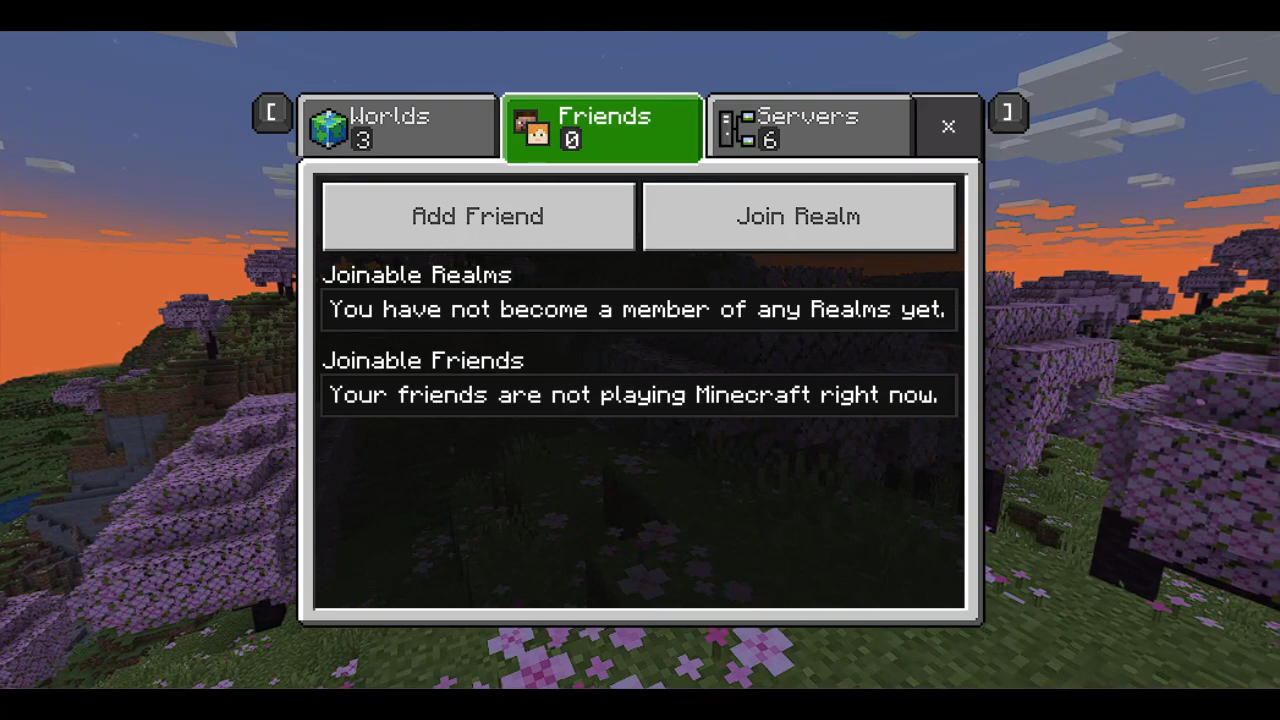 [
Worlds
3
Friends
0
Servers
6
×
]
Add Friend
Join Realm
Joinable Realms
You have not become a member of any Realms yet.
Joinable Friends
Your friends are not playing Minecraft right now.